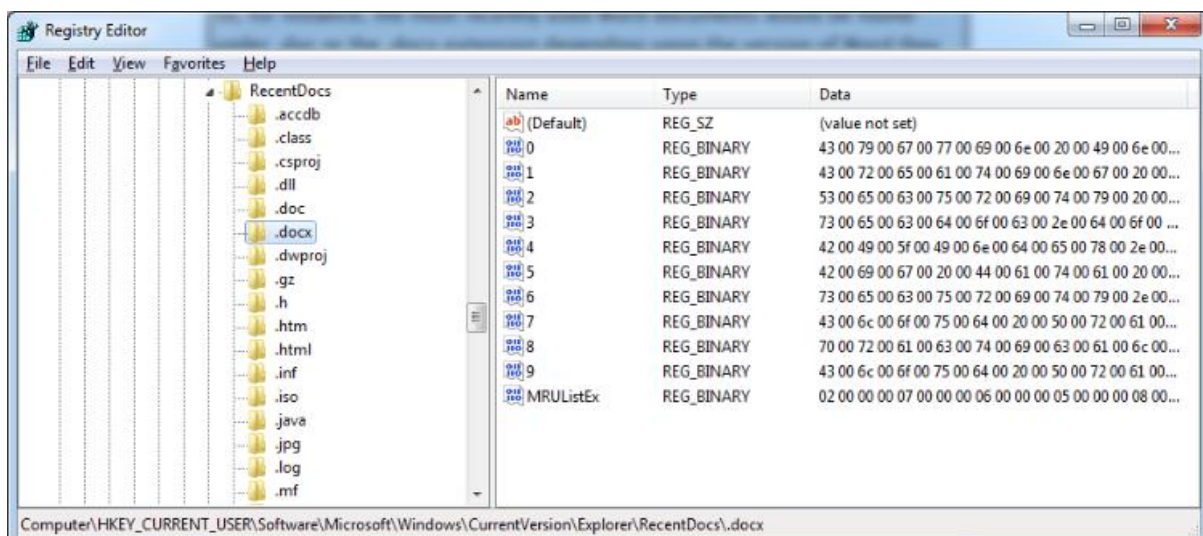 Registry Editor
File Edit View Favorites Help
RecentDocs
.accdb
.class
.csproj
.dll
.doc
.docx
.dwproj
.gz
.h
.htm
.html
.inf
.iso
.java
.jpg
.log
.mf
Name Type Data
(Default) REG_SZ (value not set)
0 REG_BINARY 43 00 79 00 67 00 77 00 69 00 6e 00 20 00 49 00 6e 00...
1 REG_BINARY 43 00 72 00 65 00 61 00 74 00 69 00 6e 00 67 00 20 00...
2 REG_BINARY 53 00 65 00 63 00 75 00 72 00 69 00 74 00 79 00 20 00...
3 REG_BINARY 73 00 65 00 63 00 64 00 6f 00 63 00 2e 00 64 00 6f 00 ...
4 REG_BINARY 42 00 49 00 5f 00 49 00 6e 00 64 00 65 00 78 00 2e 00...
5 REG_BINARY 42 00 69 00 67 00 20 00 44 00 61 00 74 00 61 00 20 00...
6 REG_BINARY 73 00 65 00 63 00 75 00 72 00 69 00 74 00 79 00 2e 00...
7 REG_BINARY 43 00 6c 00 6f 00 75 00 64 00 20 00 50 00 72 00 61 00...
8 REG_BINARY 70 00 72 00 61 00 63 00 74 00 69 00 63 00 61 00 6c 00...
9 REG_BINARY 43 00 6c 00 6f 00 75 00 64 00 20 00 50 00 72 00 61 00...
MRUListEx REG_BINARY 02 00 00 00 07 00 00 00 06 00 00 00 05 00 00 00 08 00...
Computer\HKEY_CURRENT_USER\Software\Microsoft\Windows\CurrentVersion\Explorer\RecentDocs\.docx